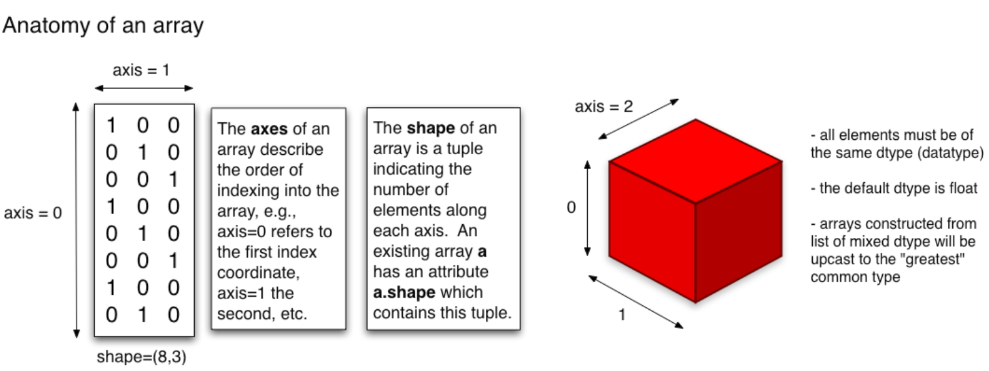 Anatomy of an array
axis = 1
axis = 0
1 0 0
0 1 0
0 0 1
1 0 0
0 1 0
0 0 1
1 0 0
0 1 0
shape=(8,3)
The axes of an
array describe
the order of
indexing into the
array, e.g.,
axis=0 refers to
the first index
coordinate,
axis=1 the
second, etc.
The shape of an
array is a tuple
indicating the
number of
elements along
each axis. An
existing array a
has an attribute
a.shape which
contains this tuple.
axis = 2
0
1
- all elements must be of
the same dtype (datatype)
- the default dtype is float
- arrays constructed from
list of mixed dtype will be
upcast to the "greatest"
common type